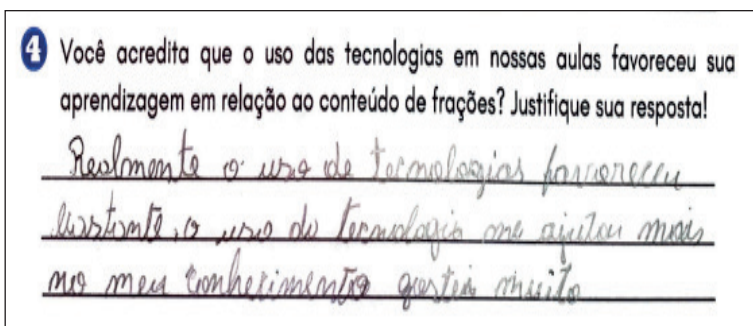 4 Você acredita que o uso das tecnologias em nossas aulas favoreceu sua
aprendizagem em relação ao conteúdo de frações? Justifique sua resposta!
Realmente o uso de tecnologias favoreceu
bastante, o uso da tecnologia me ajudou mais
no meu conhecimento gostei muito